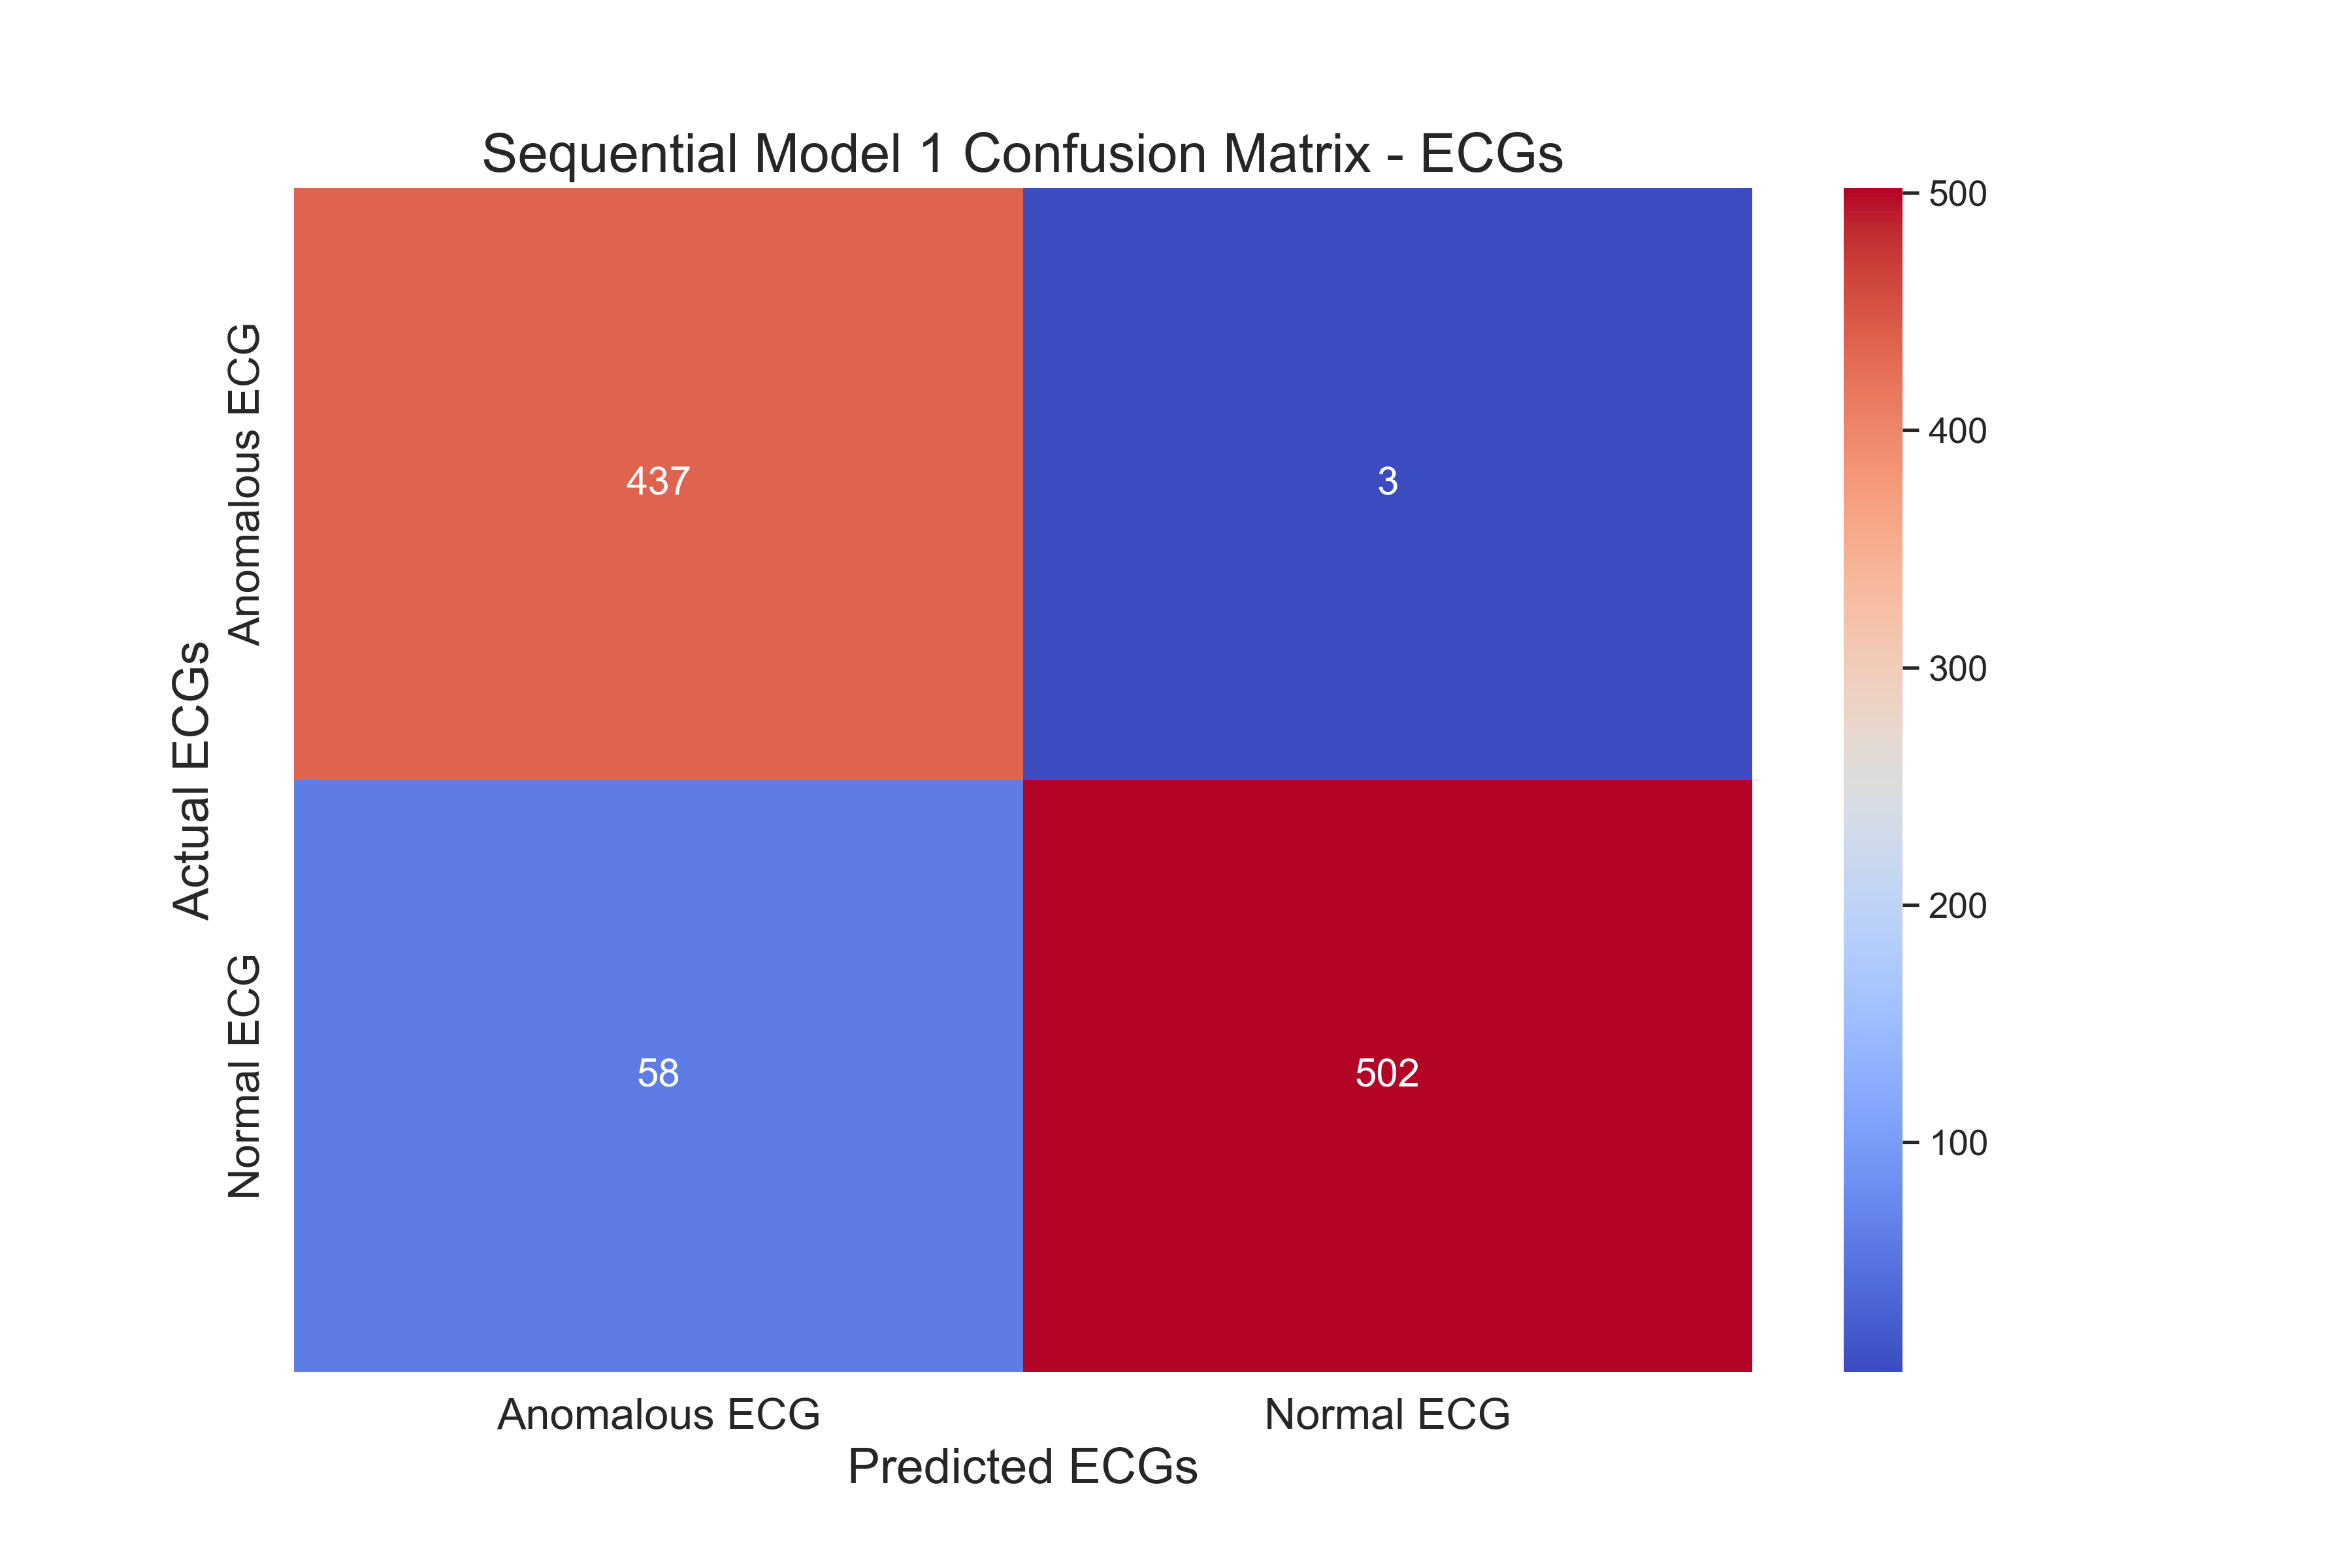 Sequential Model 1 Confusion Matrix - ECGs
Actual ECGs
Anomalous ECG
Normal ECG
437
3
58
502
Anomalous ECG
Normal ECG
Predicted ECGs
500
400
300
200
100